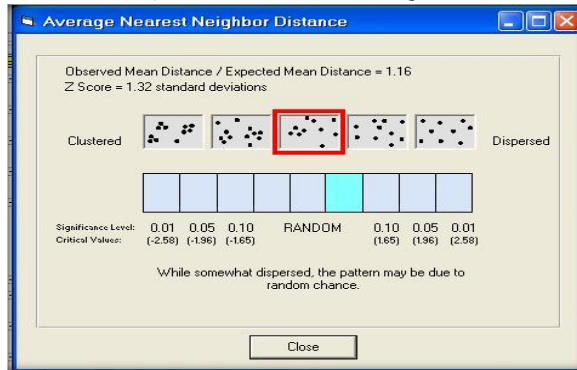 Average Nearest Neighbor Distance
Observed Mean Distance / Expected Mean Distance = 1.16
Z Score = 1.32 standard deviations
Clustered Dispersed
Significance Level: 0.01 0.05 0.10 RANDOM 0.10 0.05 0.01
Critical Values: (-2.58) (-1.96) (-1.65) (1.65) (1.96) (2.58)
While somewhat dispersed, the pattern may be due to
random chance.
Close